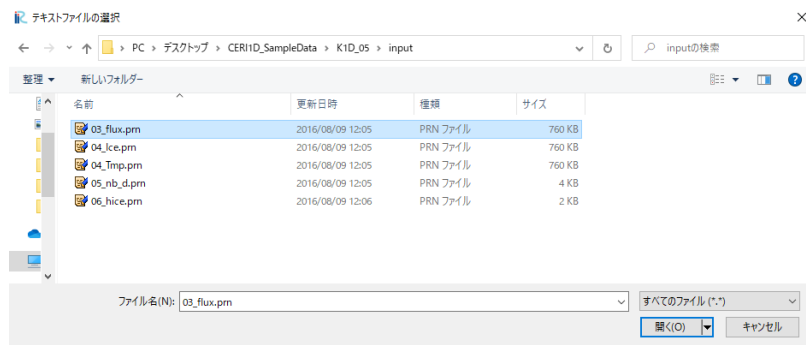 テキストファイルの選択
PC › デスクトップ › CERI1D_SampleData › K1D_05 › input
inputの検索
整理 新しいフォルダー
名前 更新日時 種類 サイズ
03_flux.prn 2016/08/09 12:05 PRN ファイル 760 KB
04_Ice.prn 2016/08/09 12:05 PRN ファイル 760 KB
04_Tmp.prn 2016/08/09 12:05 PRN ファイル 760 KB
05_nb_d.prn 2016/08/09 12:05 PRN ファイル 4 KB
06_hice.prn 2016/08/09 12:06 PRN ファイル 2 KB
ファイル名(N): 03_flux.prn すべてのファイル (*.*)
開く(O) キャンセル